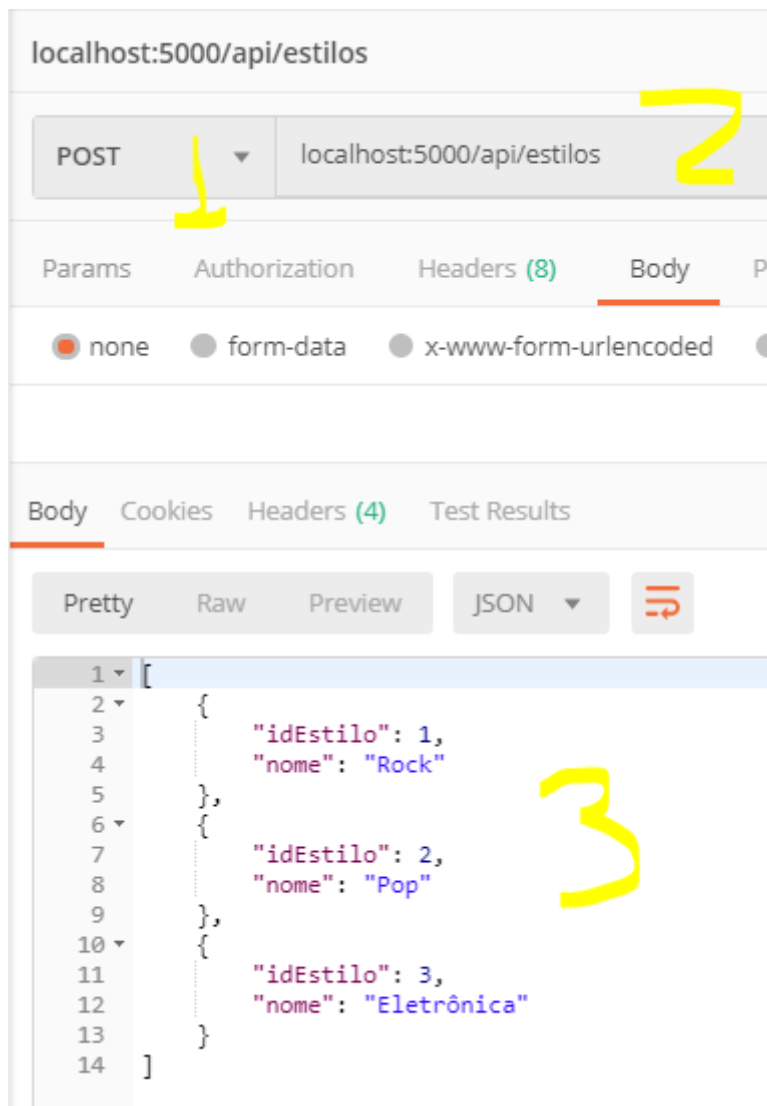 localhost:5000/api/estilos
POST 1 localhost:5000/api/estilos 2
Params Authorization Headers (8) Body P
none form-data x-www-form-urlencoded
Body Cookies Headers (4) Test Results
Pretty Raw Preview JSON
1 [
2 {
3 "idEstilo": 1,
4 "nome": "Rock"
5 },
6 {
7 "idEstilo": 2,
8 "nome": "Pop"
9 },
10 {
11 "idEstilo": 3,
12 "nome": "Eletrônica"
13 }
14 ]
3